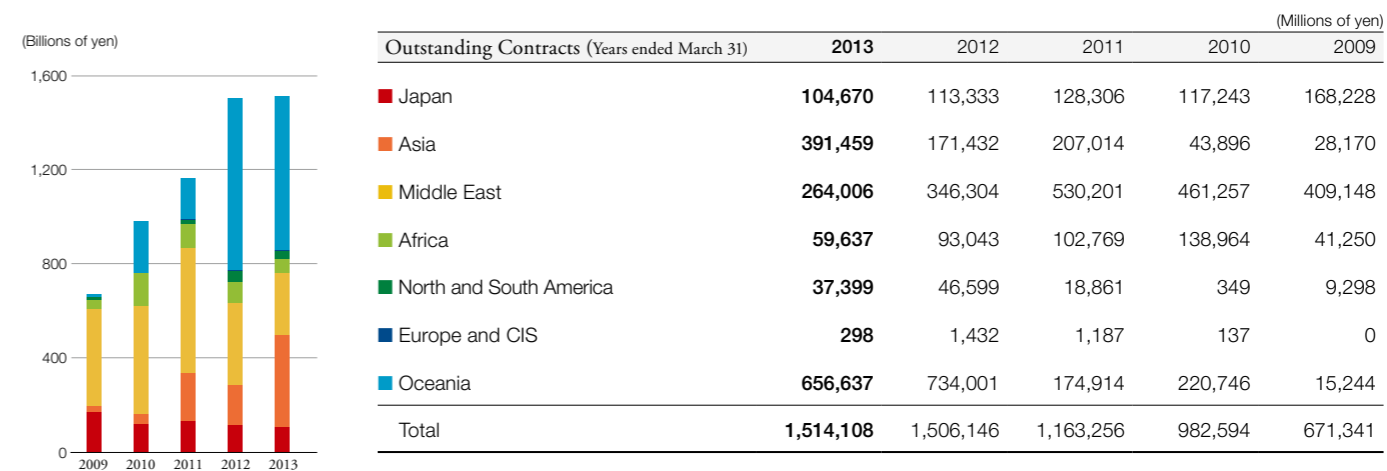 (Billions of yen)
1,600
1,200
800
400
0
2009 2010 2011 2012 2013
(Millions of yen)
Outstanding Contracts (Years ended March 31) 2013 2012 2011 2010 2009
Japan 104,670 113,333 128,306 117,243 168,228
Asia 391,459 171,432 207,014 43,896 28,170
Middle East 264,006 346,304 530,201 461,257 409,148
Africa 59,637 93,043 102,769 138,964 41,250
North and South America 37,399 46,599 18,861 349 9,298
Europe and CIS 298 1,432 1,187 137 0
Oceania 656,637 734,001 174,914 220,746 15,244
Total 1,514,108 1,506,146 1,163,256 982,594 671,341